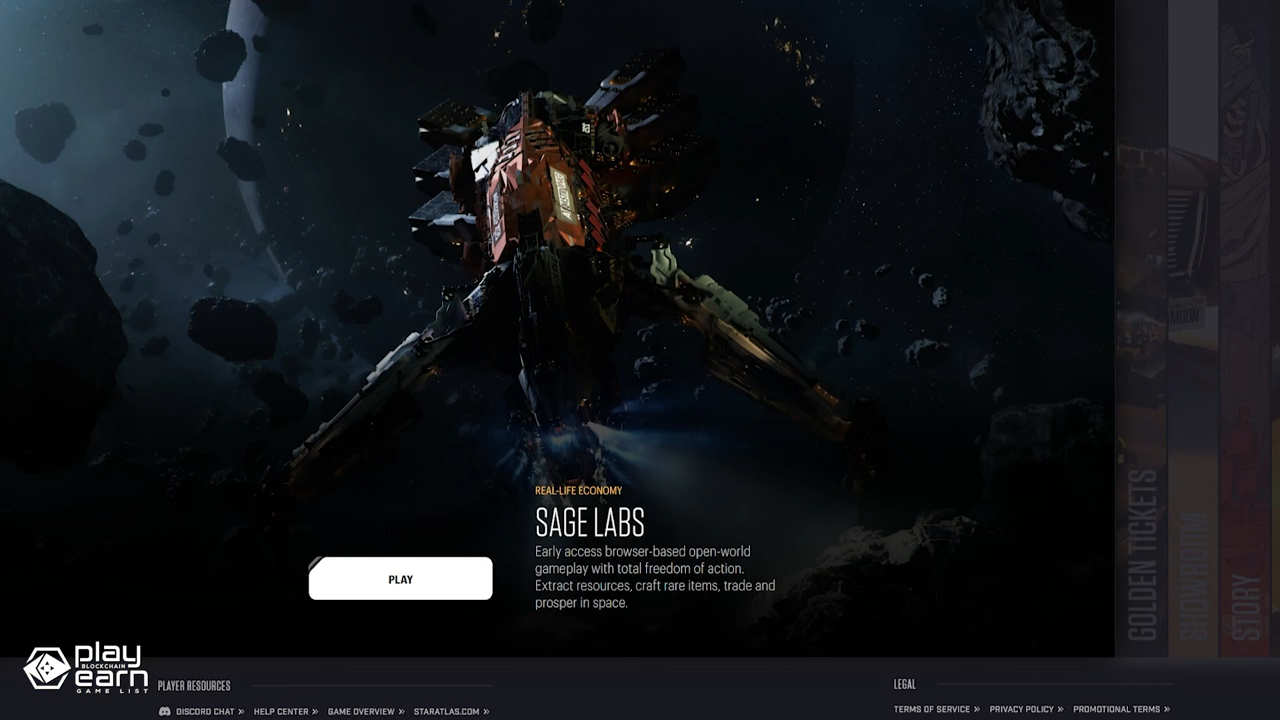 REAL-LIFE ECONOMY
SAGE LABS
Early access browser-based open-world
gameplay with total freedom of action.
Extract resources, craft rare items, trade and
prosper in space.
PLAY
GOLDEN TICKETS
SHOWROOM
STORY
play
BLOCKCHAIN
earn
GAME LIST
PLAYER RESOURCES
DISCORD CHAT »
HELP CENTER »
GAME OVERVIEW »
STARATLAS.COM »
LEGAL
TERMS OF SERVICE »
PRIVACY POLICY »
PROMOTIONAL TERMS »